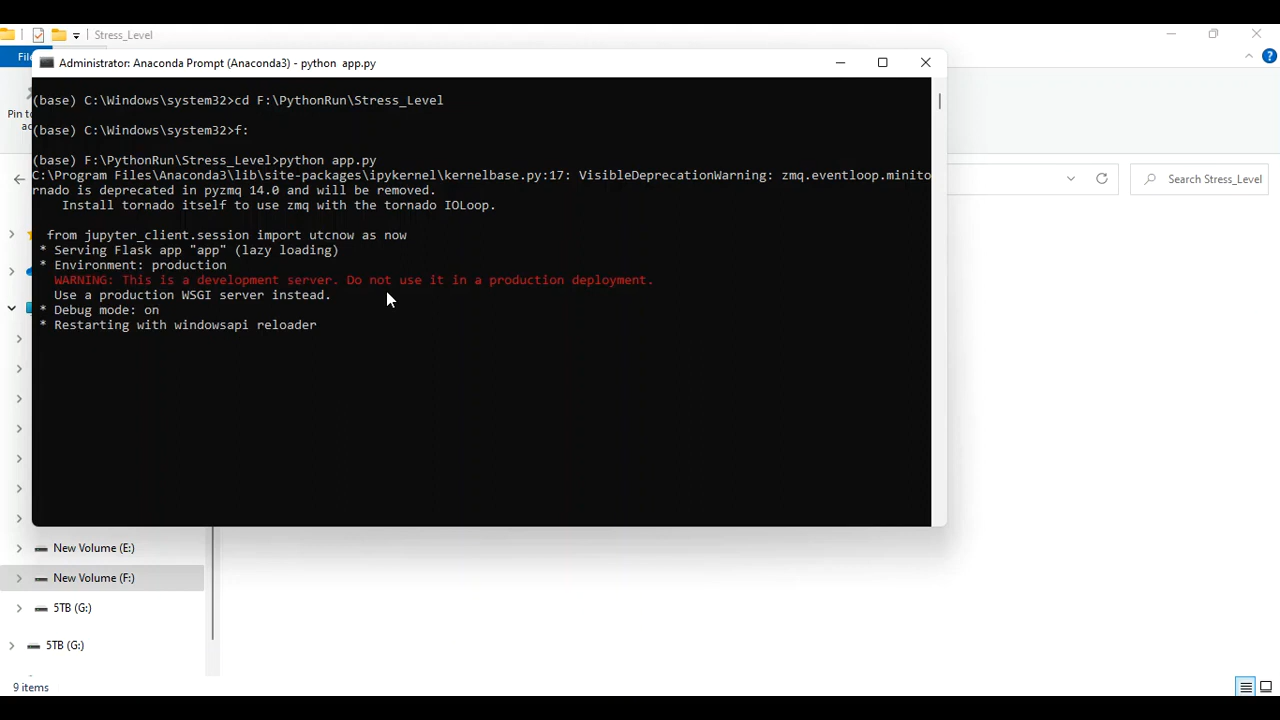 Stress_Level
Fil
Administrator: Anaconda Prompt (Anaconda3) - python  app.py
Pin to
ac
(base) C:\Windows\system32>cd F:\PythonRun\Stress_Level
(base) C:\Windows\system32>f:
(base) F:\PythonRun\Stress_Level>python app.py
C:\Program Files\Anaconda3\lib\site-packages\ipykernel\kernelbase.py:17: VisibleDeprecationWarning: zmq.eventloop.minito
rnado is deprecated in pyzmq 14.0 and will be removed.
    Install tornado itself to use zmq with the tornado IOLoop.
  from jupyter_client.session import utcnow as now
 * Serving Flask app "app" (lazy loading)
 * Environment: production
   WARNING: This is a development server. Do not use it in a production deployment.
   Use a production WSGI server instead.
 * Debug mode: on
 * Restarting with windowsapi reloader
Search Stress_Level
New Volume (E:)
New Volume (F:)
5TB (G:)
5TB (G:)
9 items